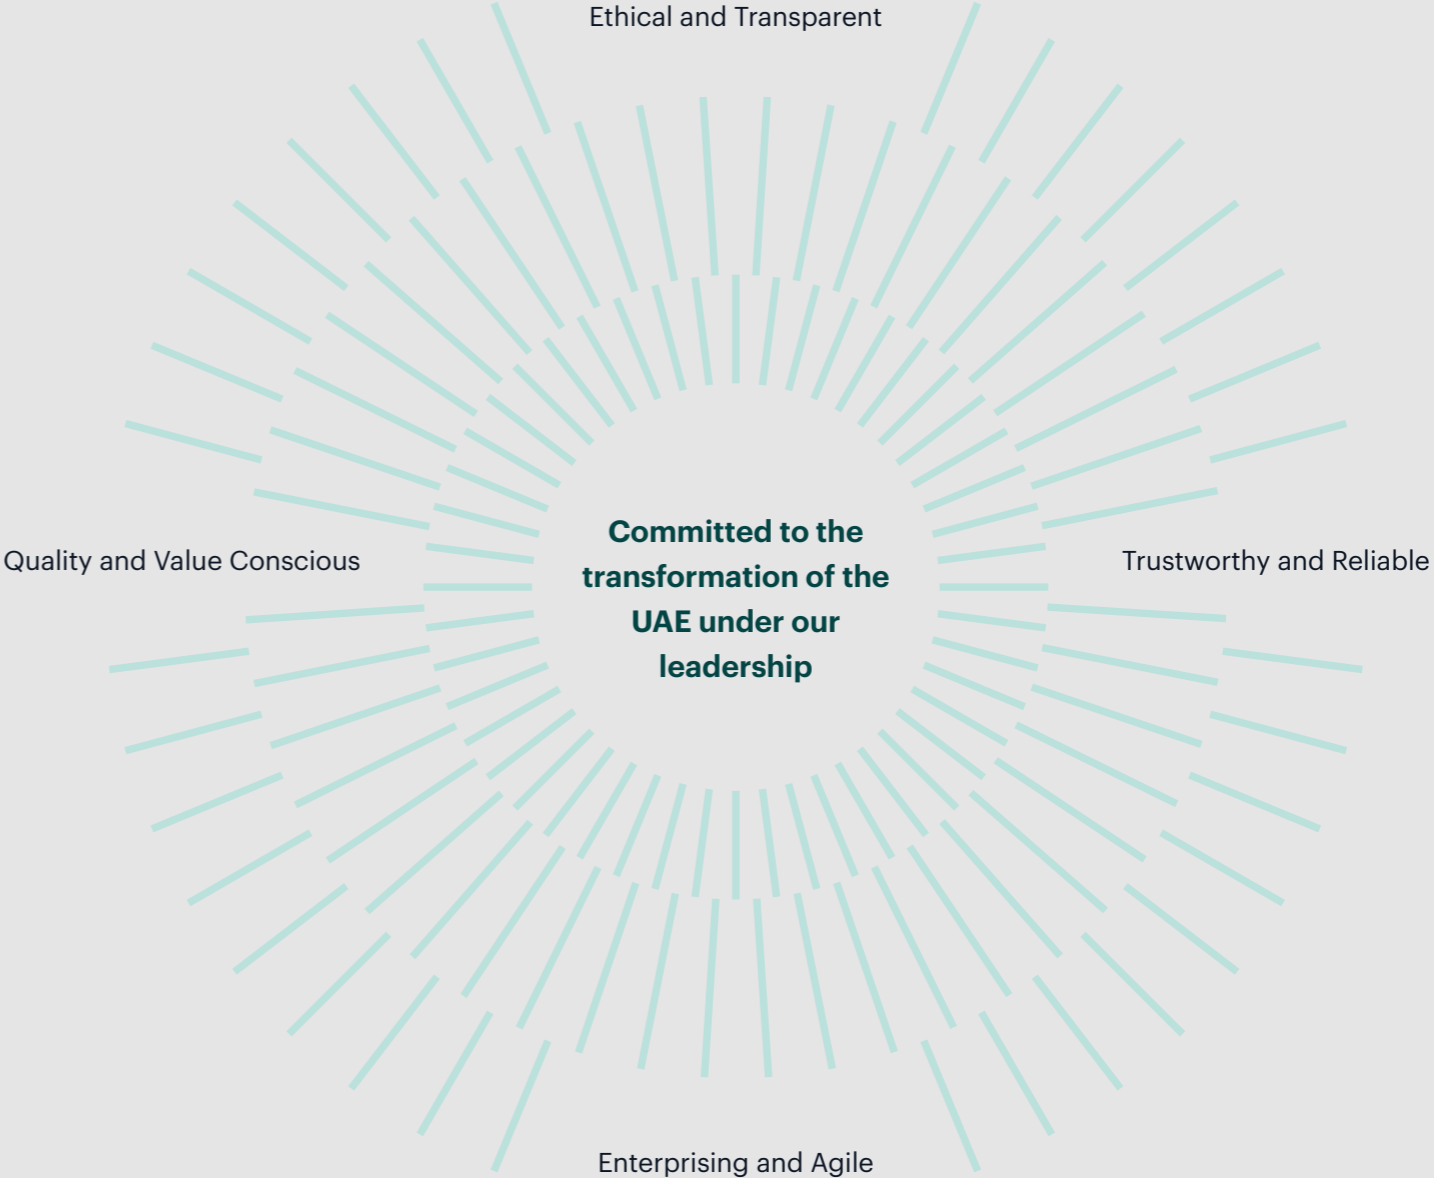 Ethical and Transparent
Quality and Value Conscious
Committed to the
transformation of the
UAE under our
leadership
Trustworthy and Reliable
Enterprising and Agile